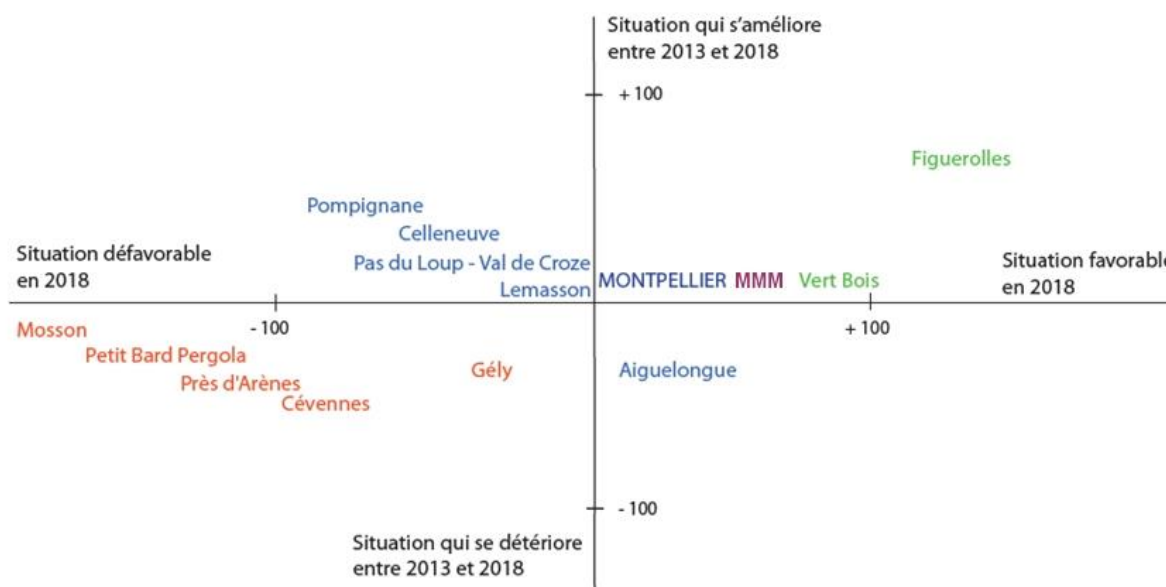 Situation qui s'améliore
entre 2013 et 2018
+ 100
Figuerolles
Pompignane
Celleneuve
Situation défavorable
en 2018
Pas du Loup - Val de Croze
Lemasson
MONTPELLIER
MMM
Vert Bois
Situation favorable
en 2018
- 100
+ 100
Mosson
Petit Bard Pergola
Près d'Arènes
Cévennes
Gély
Aiguelongue
- 100
Situation qui se détériore
entre 2013 et 2018